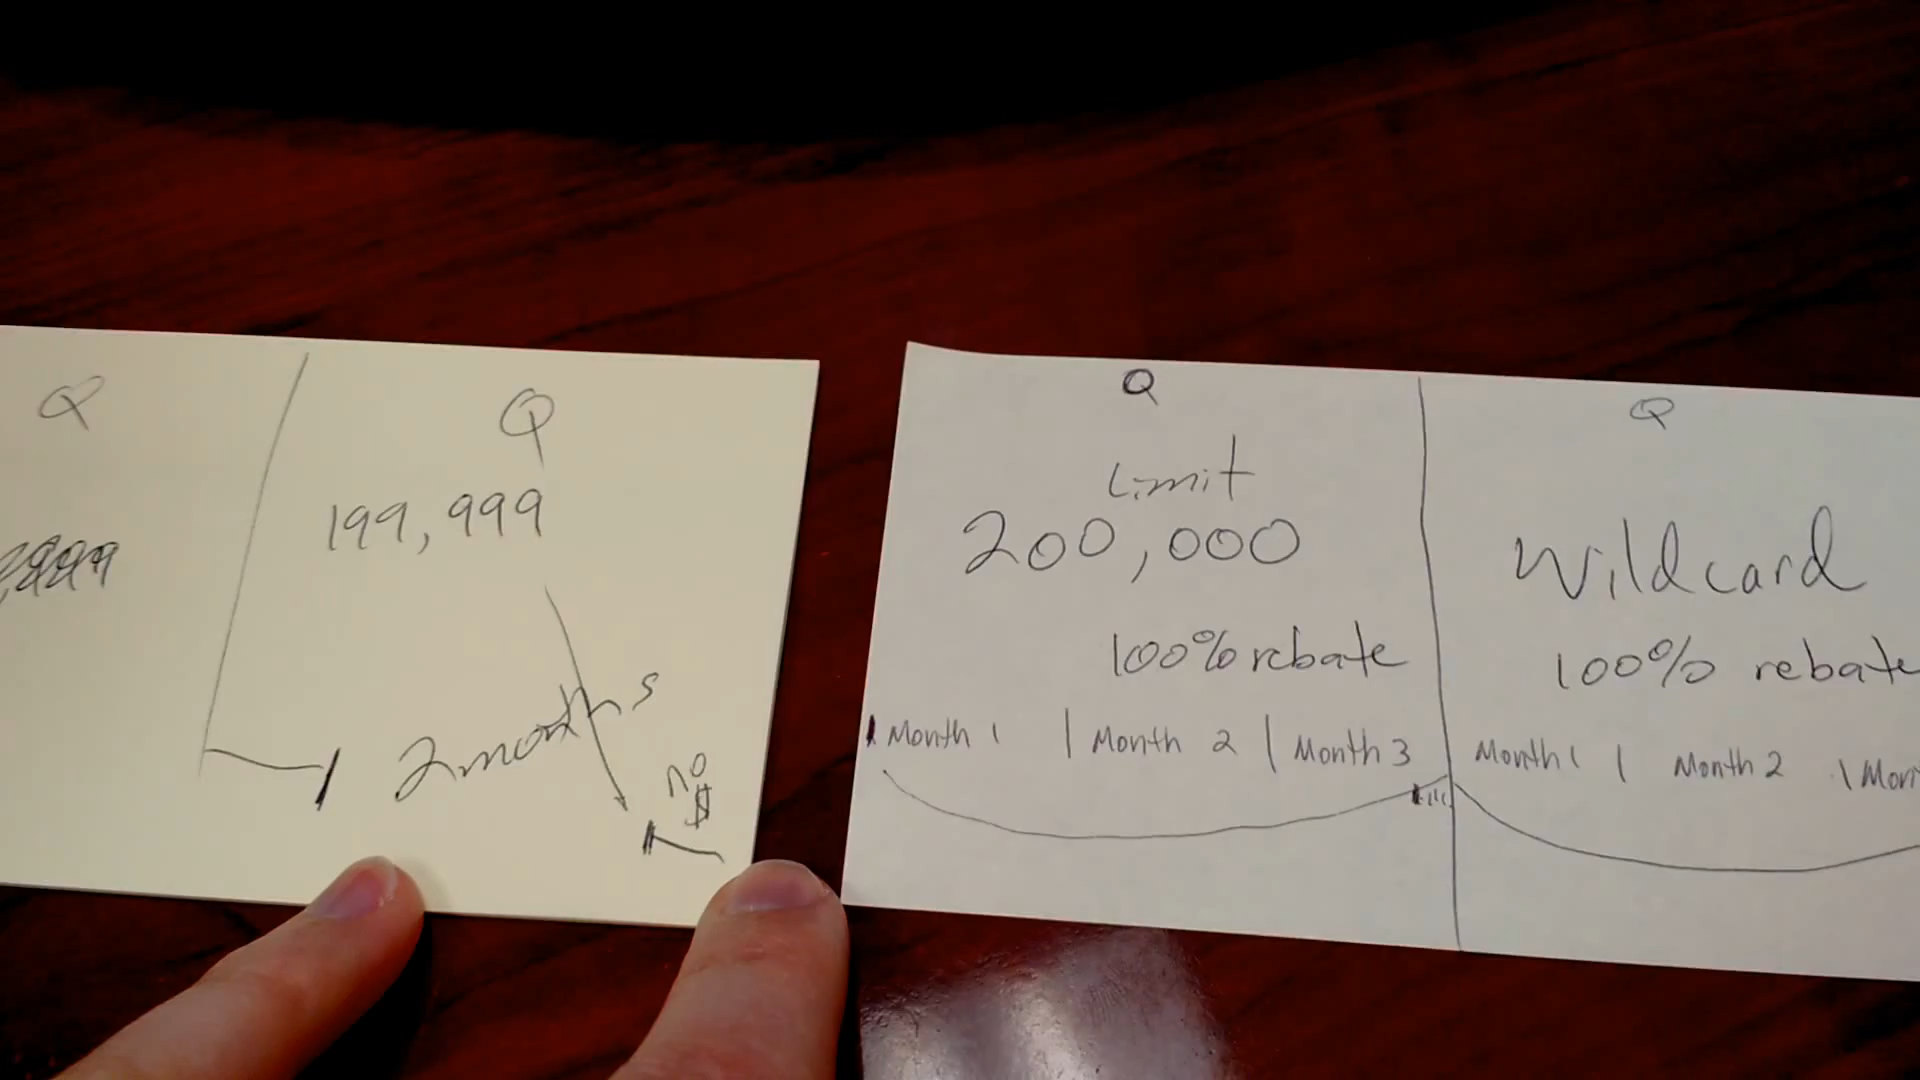 Q
Q
199,999
2 months
no
$
Q
Limit
200,000
100% rebate
Month 1 | Month 2 | Month 3
Q
Wildcard
100% rebate
Month 1 | Month 2 |